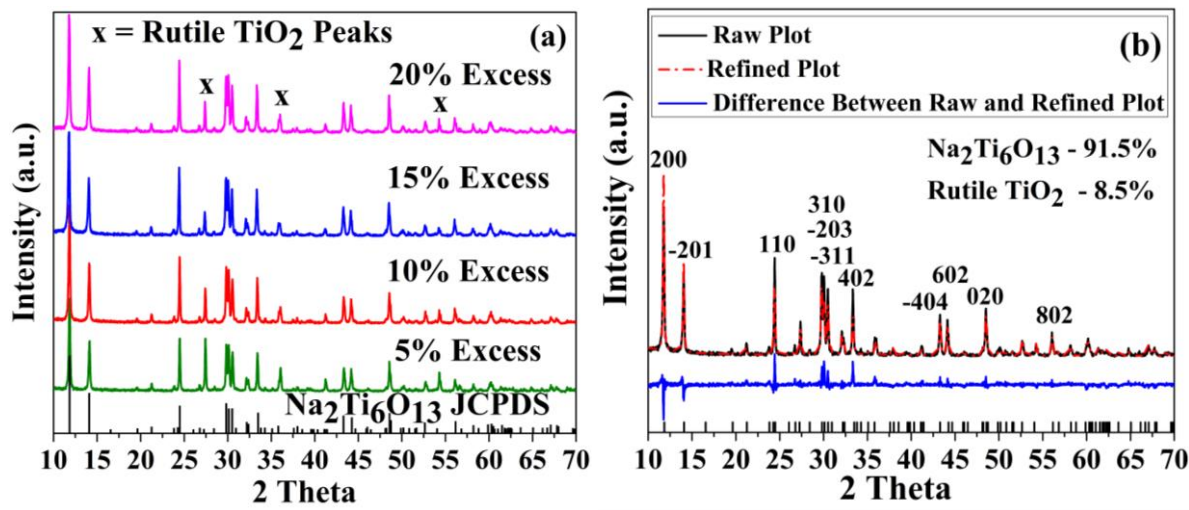 x = Rutile TiO2 Peaks
(a)
20% Excess
x
x
x
15% Excess
10% Excess
5% Excess
Na2Ti6O13 JCPDS
Intensity (a.u.)
10 15 20 25 30 35 40 45 50 55 60 65 70
2 Theta
Raw Plot
(b)
Refined Plot
Difference Between Raw and Refined Plot
Na2Ti6O13 - 91.5%
Rutile TiO2 - 8.5%
200
-201
110
310
-203
-311
402
-404
602
020
802
Intensity (a.u.)
10 15 20 25 30 35 40 45 50 55 60 65 70
2 Theta